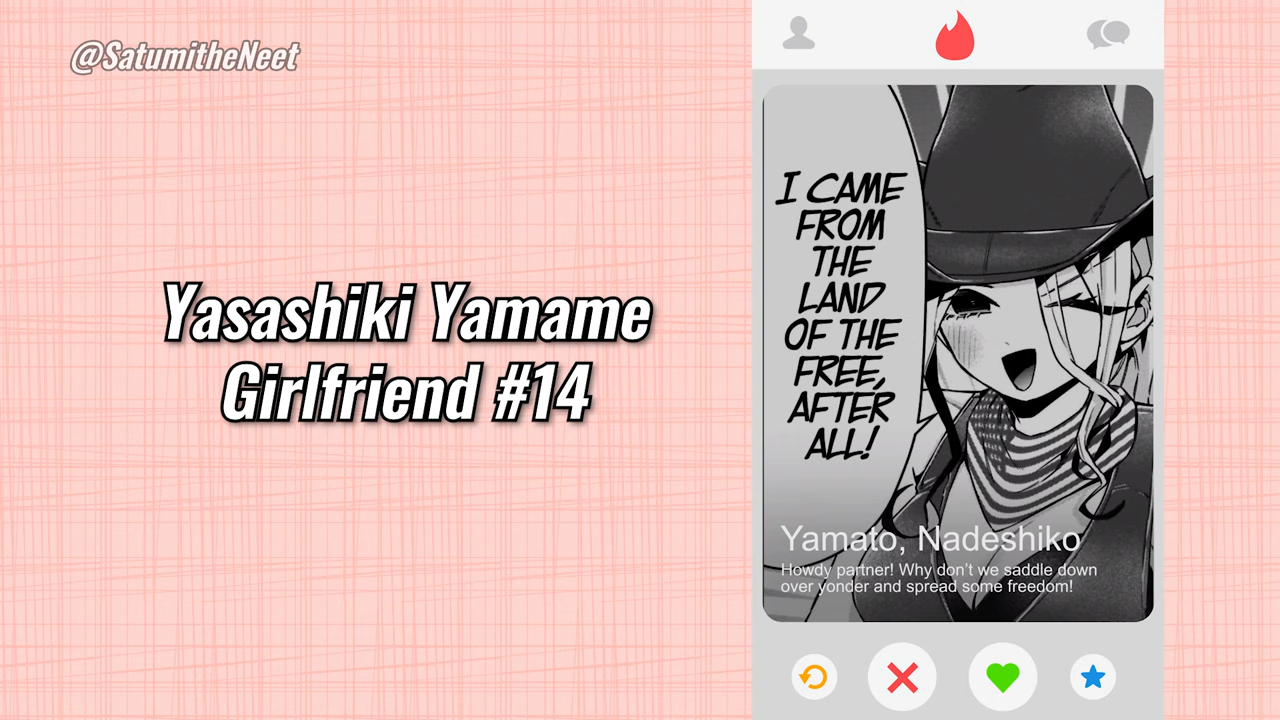 @SatumitheNeet
Yasashiki Yamame
Girlfriend #14
I CAME
FROM
THE
LAND
OF THE
FREE,
AFTER
ALL!
Yamato, Nadeshiko
Howdy partner! Why don't we saddle down
over yonder and spread some freedom!